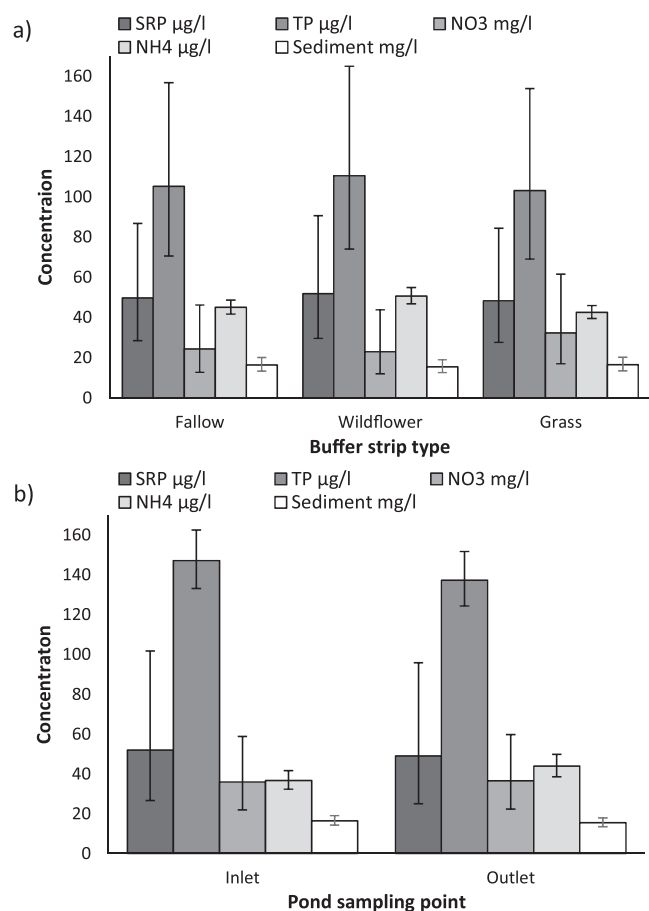 a)
SRP µg/l TP µg/l NO3 mg/l
NH4 µg/l Sediment mg/l
160
140
120
100
80
60
40
20
0
Concentraion
Fallow Wildflower Grass
Buffer strip type
b)
SRP µg/l TP µg/l NO3 mg/l
NH4 µg/l Sediment mg/l
160
140
120
100
80
60
40
20
0
Concentraton
Inlet Outlet
Pond sampling point